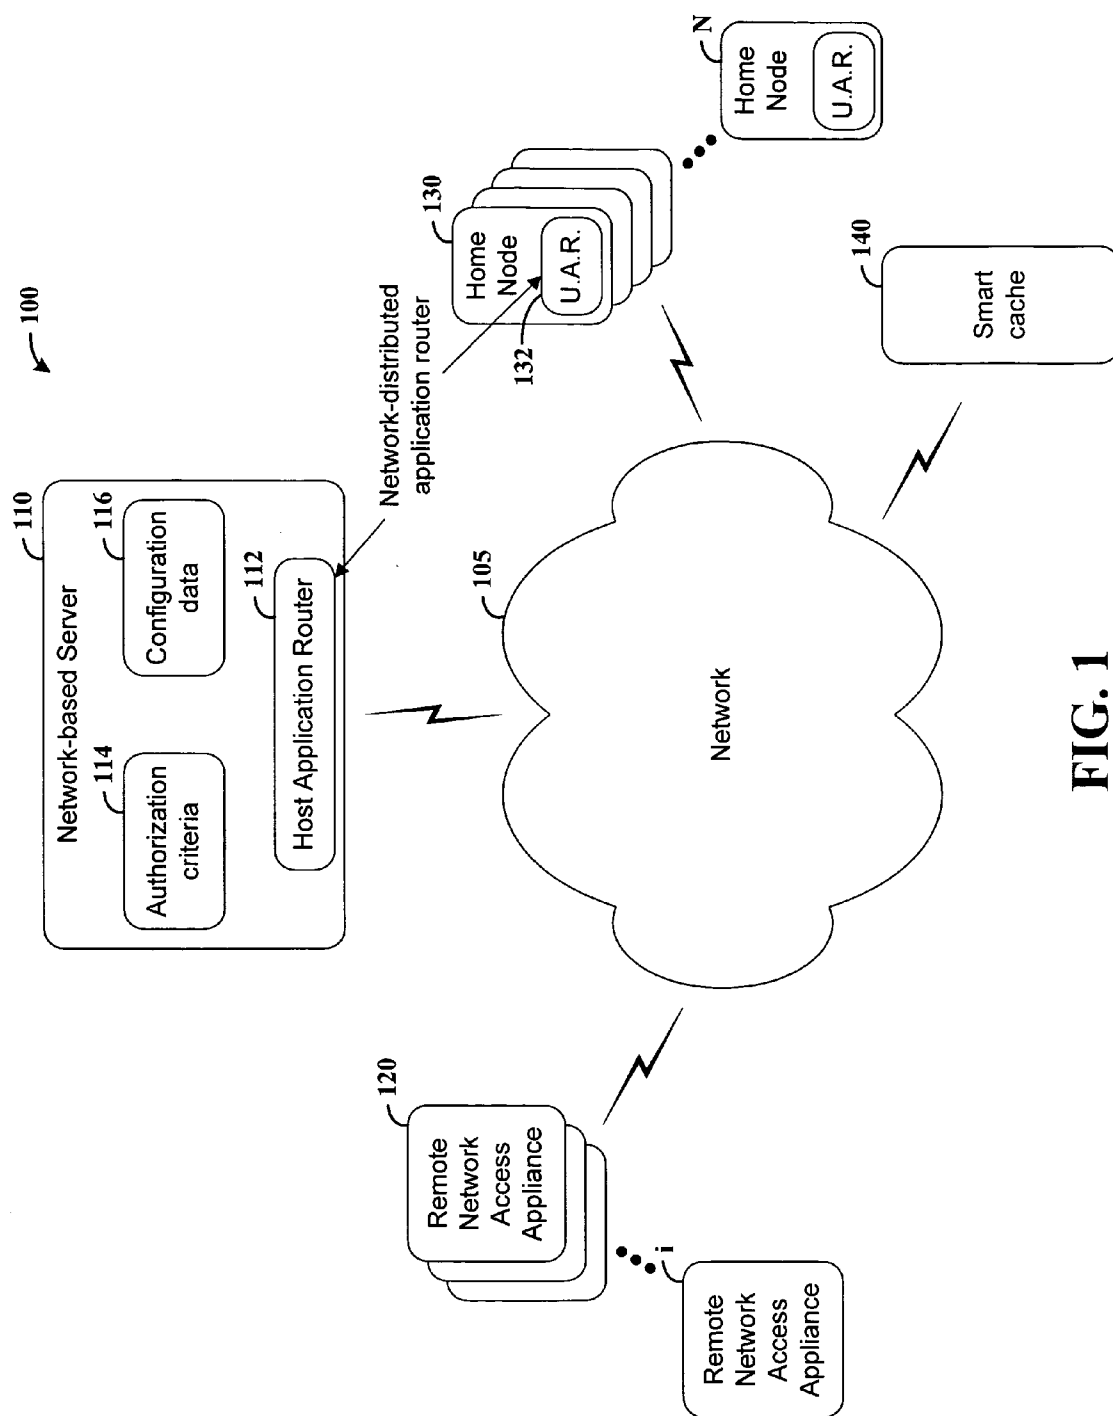 100
110
Network-based Server
114
Authorization
criteria
116
Configuration
data
112
Host Application Router
Network-distributed
application router
120
Remote
Network
Access
Appliance
i
Remote
Network
Access
Appliance
105
Network
130
Home
Node
132
U.A.R.
N
Home
Node
U.A.R.
140
Smart
cache
FIG. 1